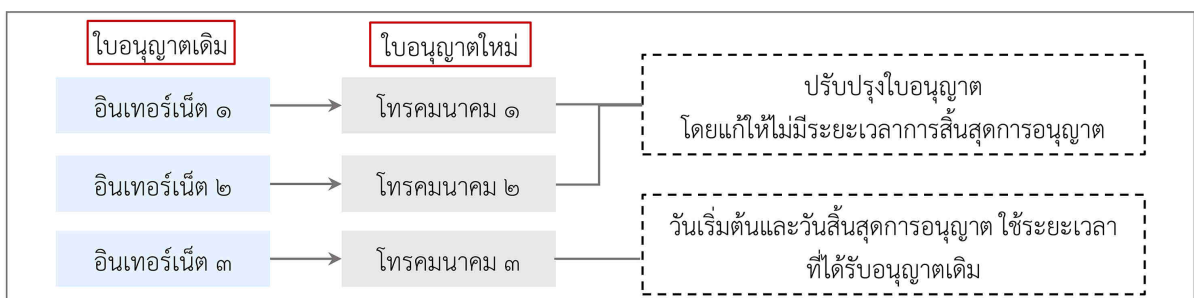 ใบอนุญาตเดิม
ใบอนุญาตใหม่
อินเทอร์เน็ต ๑
โทรคมนาคม ๑
ปรับปรุงใบอนุญาต
โดยแก้ให้ไม่มีระยะเวลาการสิ้นสุดการอนุญาต
อินเทอร์เน็ต ๒
โทรคมนาคม ๒
อินเทอร์เน็ต ๓
โทรคมนาคม ๓
วันเริ่มต้นและวันสิ้นสุดการอนุญาต ใช้ระยะเวลา
ที่ได้รับอนุญาตเดิม